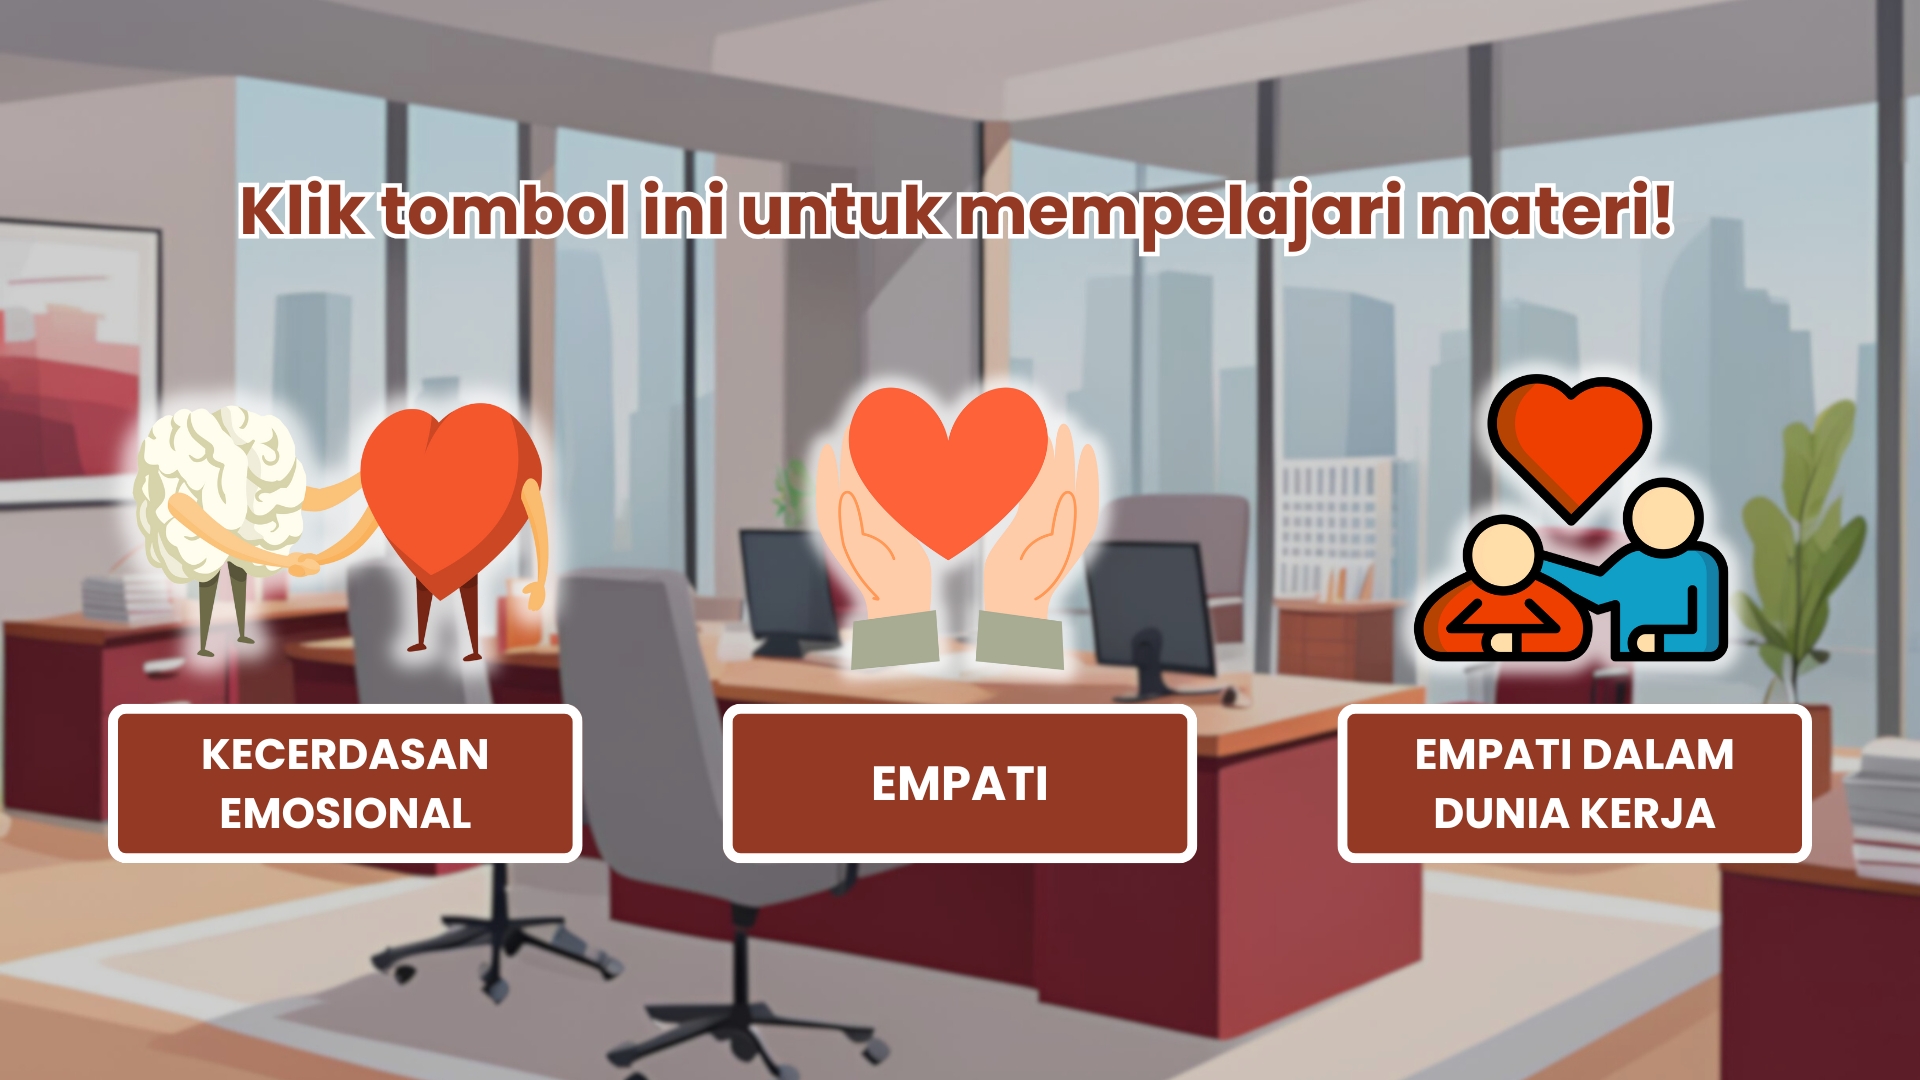 Klik tombol ini untuk mempelajari materi!
KECERDASAN
EMOSIONAL
EMPATI
EMPATI DALAM
DUNIA KERJA